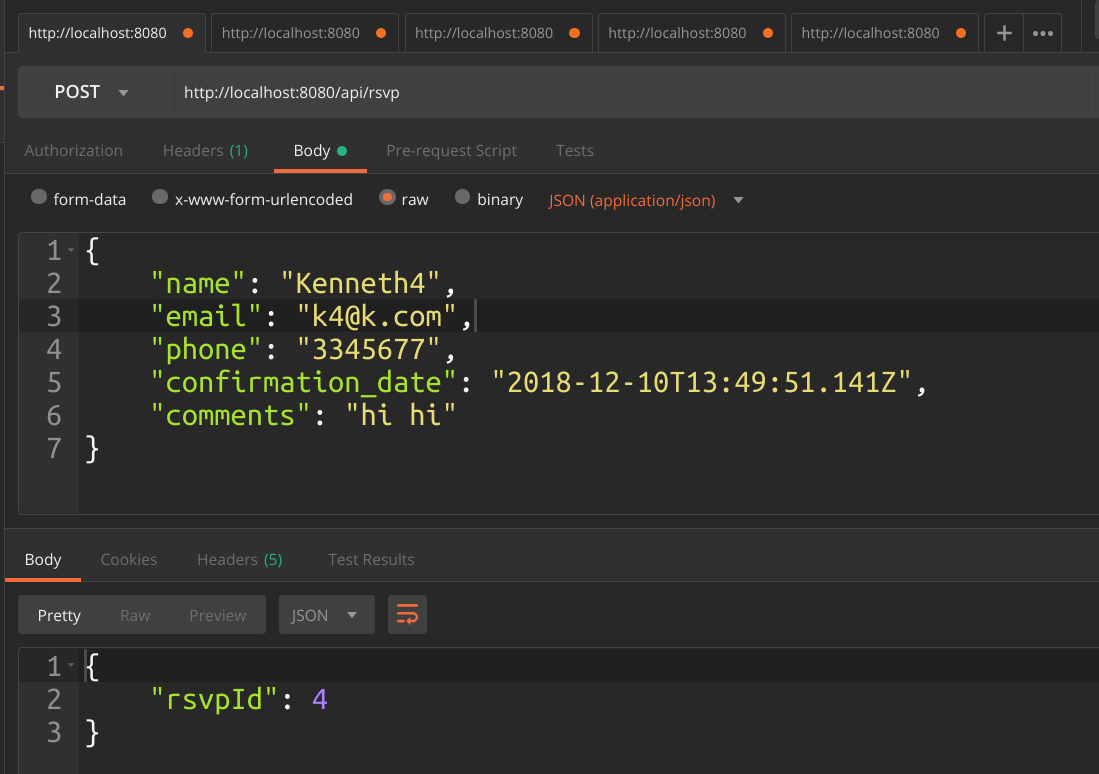 http://localhost:8080 http://localhost:8080 http://localhost:8080 http://localhost:8080 http://localhost:8080 + •••
POST http://localhost:8080/api/rsvp
Authorization Headers (1) Body Pre-request Script Tests
form-data x-www-form-urlencoded raw binary JSON (application/json)
1 {
2 "name": "Kenneth4",
3 "email": "k4@k.com",
4 "phone": "3345677",
5 "confirmation_date": "2018-12-10T13:49:51.141Z",
6 "comments": "hi hi"
7 }
Body Cookies Headers (5) Test Results
Pretty Raw Preview JSON
1 {
2 "rsvpId": 4
3 }